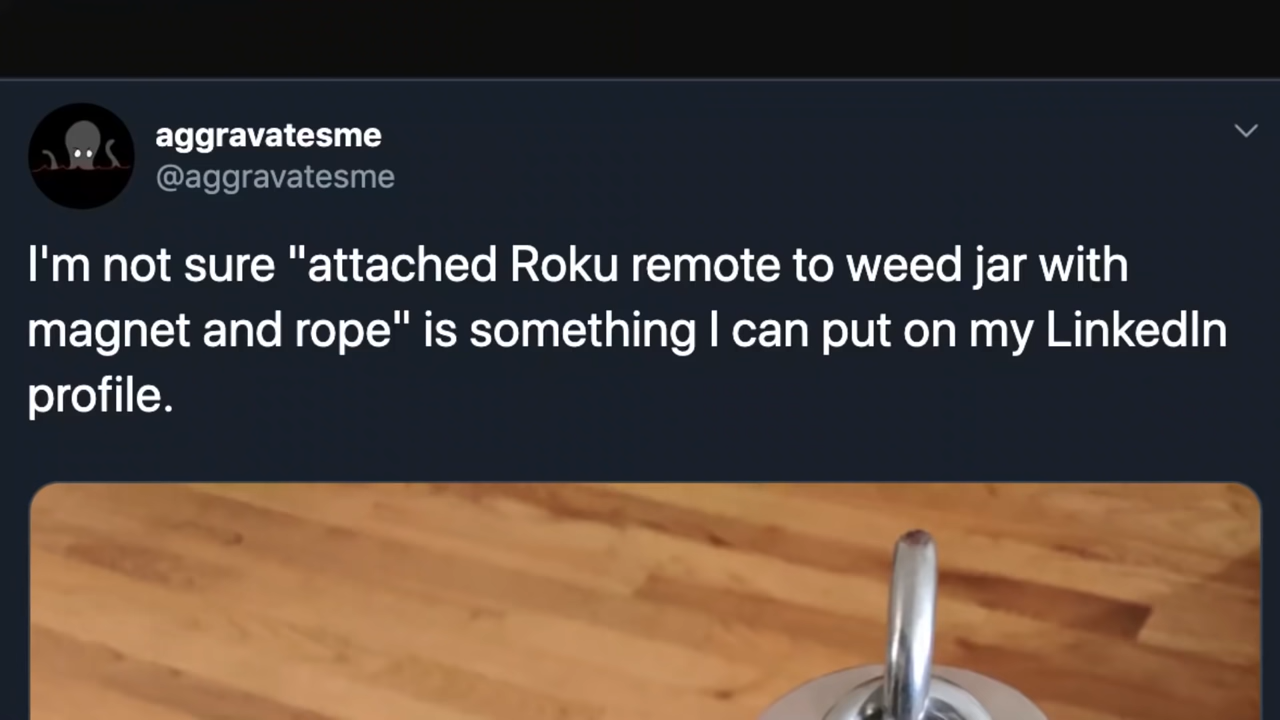 aggravatesme
@aggravatesme
I'm not sure "attached Roku remote to weed jar with
magnet and rope" is something I can put on my LinkedIn
profile.